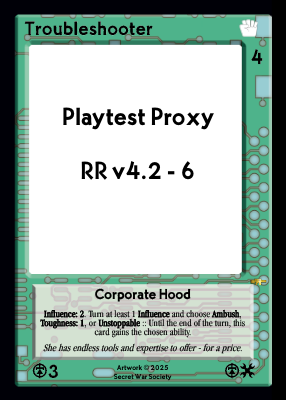 Troubleshooter
4
Playtest Proxy
RR v4.2 - 6
Corporate Hood
Influence: 2. Turn at least 1 Influence and choose Ambush,
Toughness: 1, or Unstoppable :: Until the end of the turn, this
card gains the chosen ability.
She has endless tools and expertise to offer - for a price.
3
Artwork © 2025
Secret War Society